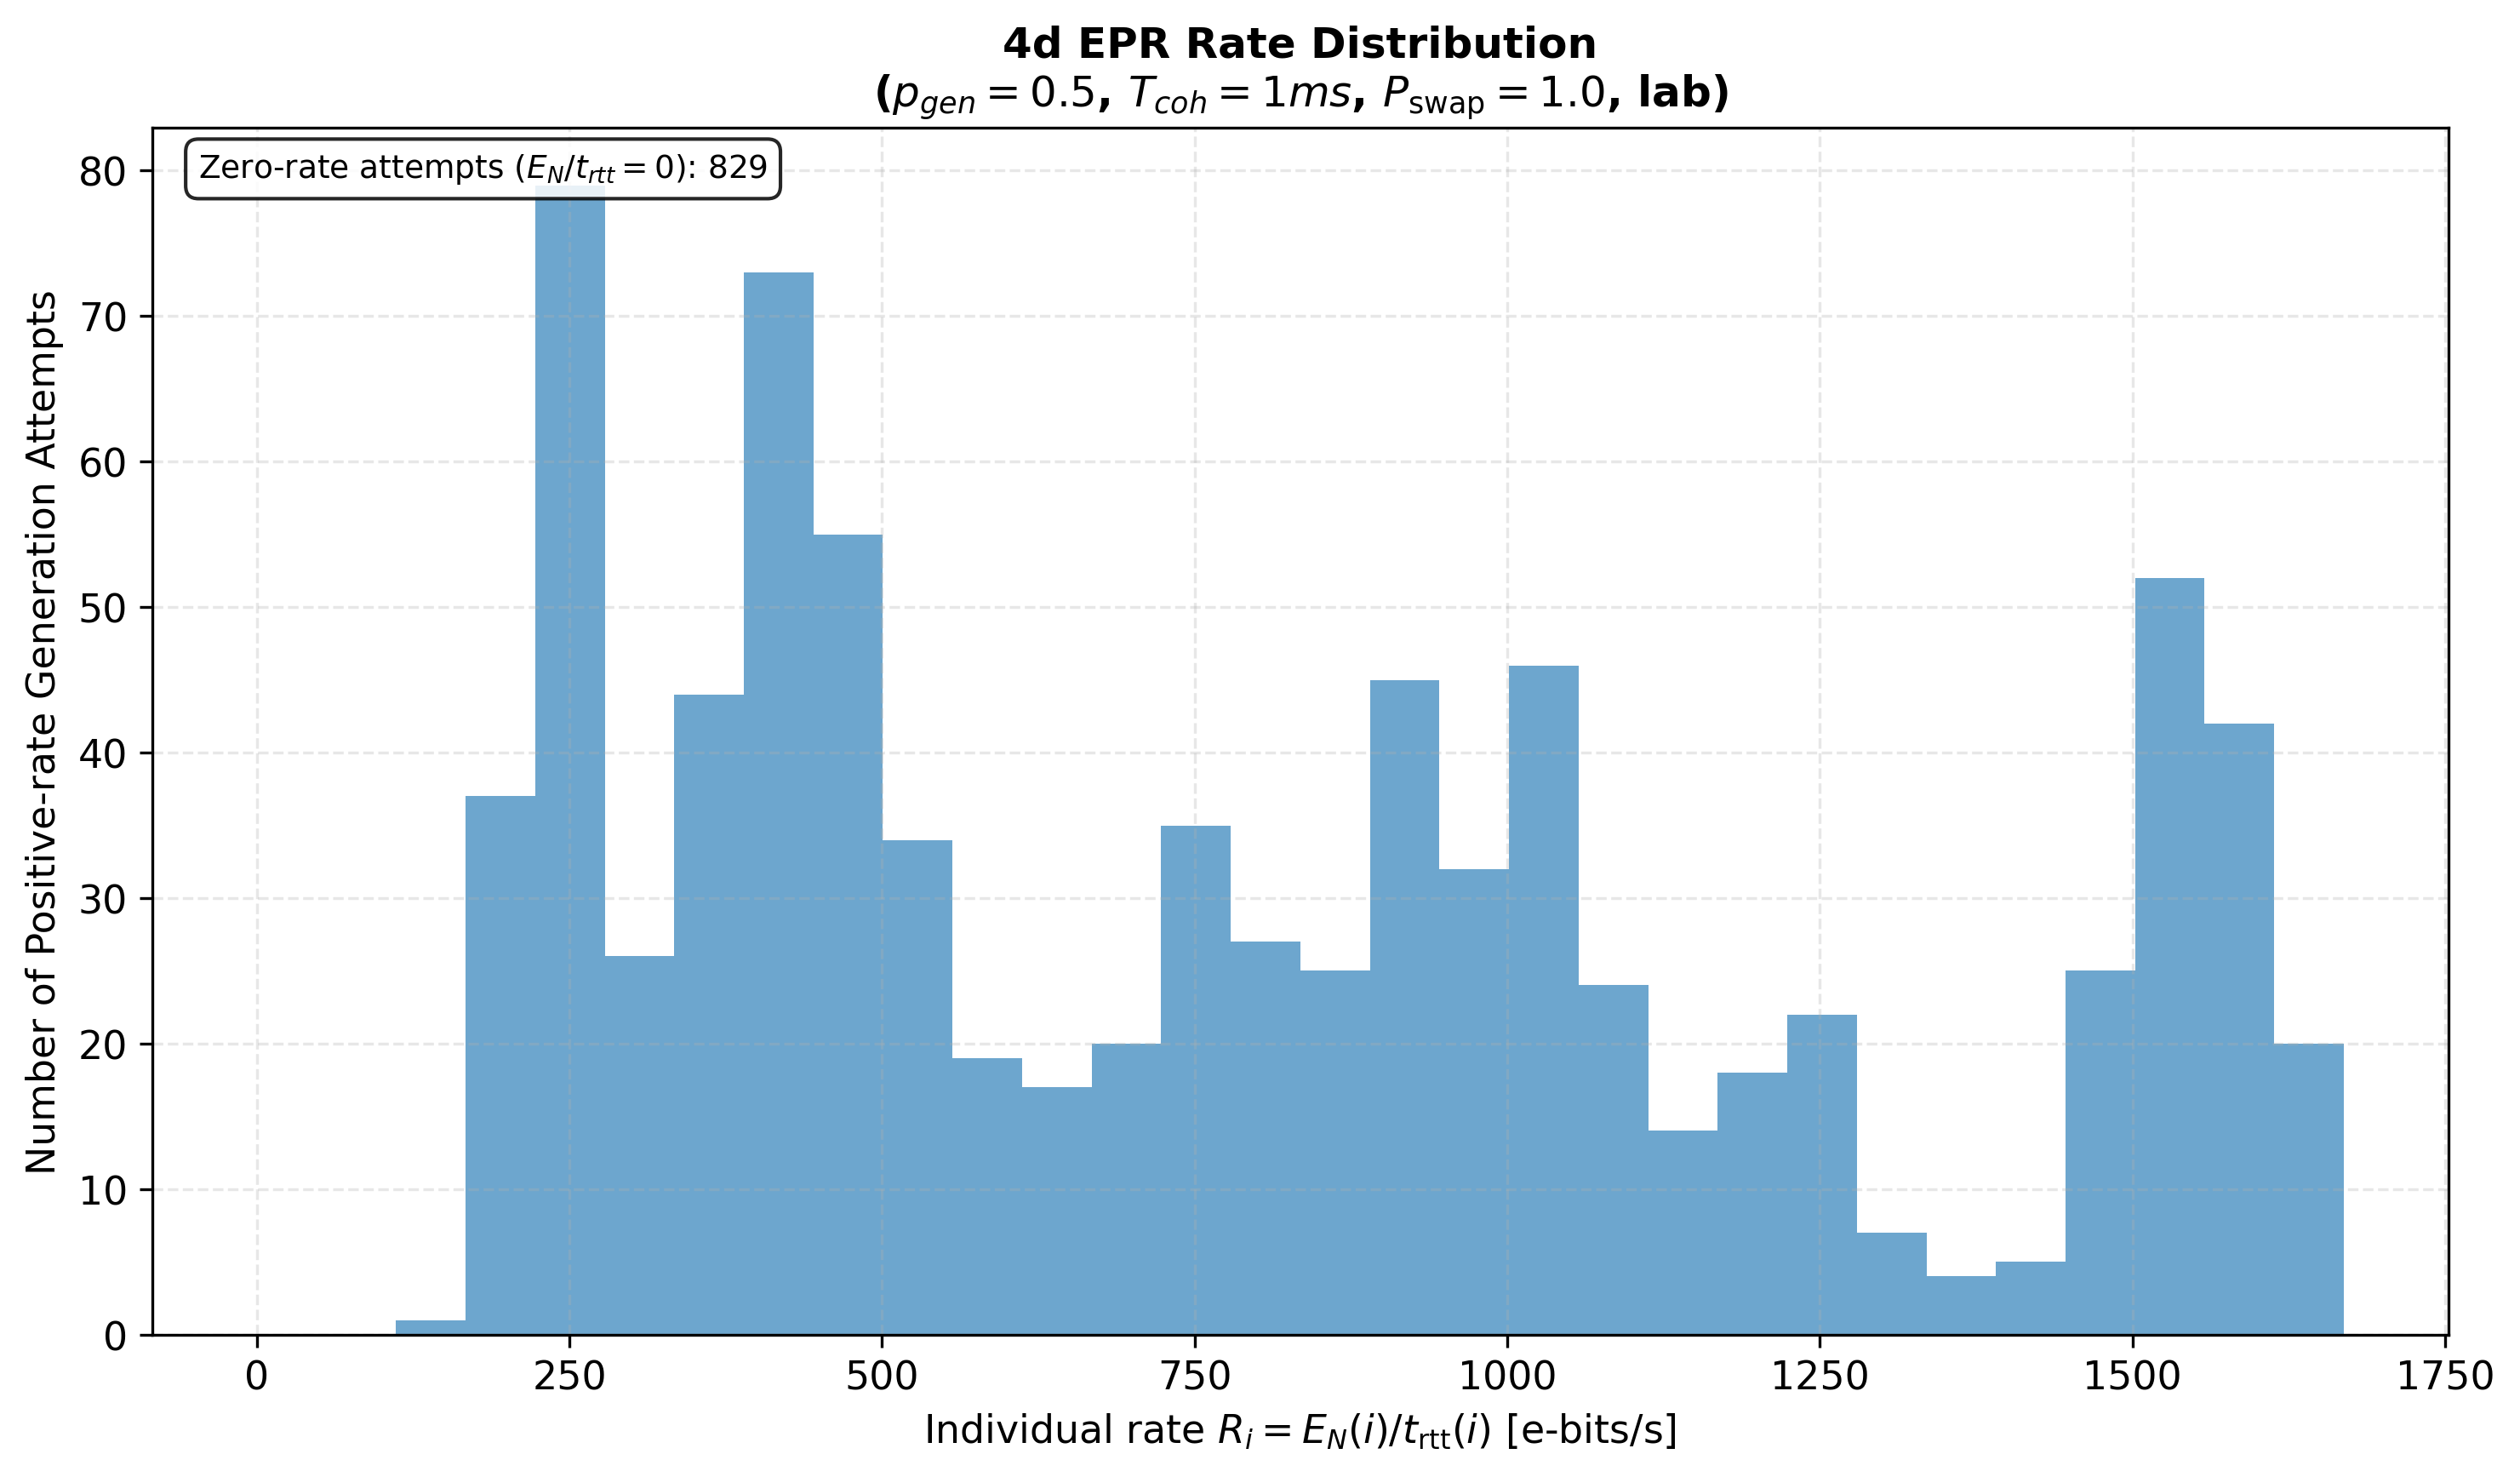 4d EPR Rate Distribution
(p_gen = 0.5, T_coh = 1ms, P_swap = 1.0, lab)
Zero-rate attempts (E_N/t_rtt = 0): 829
Number of Positive-rate Generation Attempts
80
70
60
50
40
30
20
10
0
0 250 500 750 1000 1250 1500 1750
Individual rate R_i = E_N(i)/t_rtt(i) [e-bits/s]